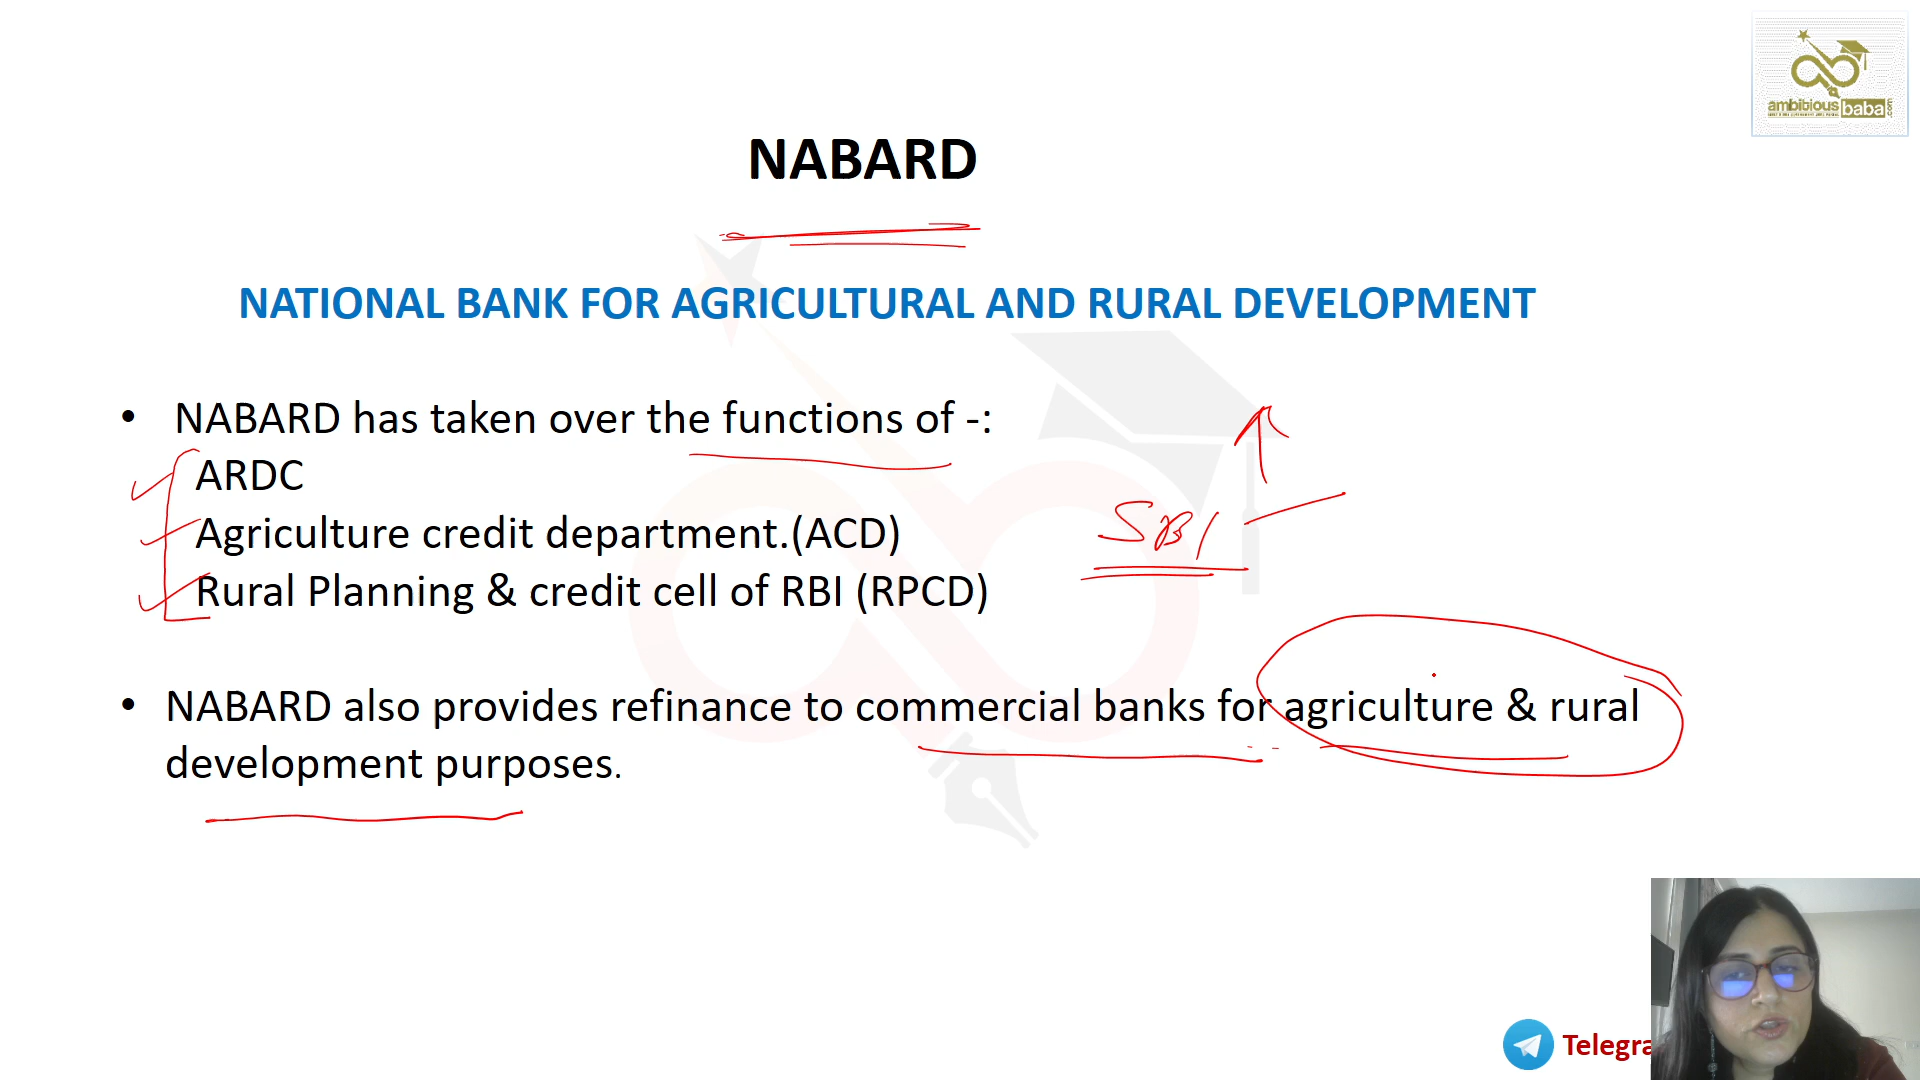 ambitiousbaba
NABARD
NATIONAL BANK FOR AGRICULTURAL AND RURAL DEVELOPMENT
• NABARD has taken over the functions of -:
ARDC
Agriculture credit department.(ACD)
SBI
Rural Planning & credit cell of RBI (RPCD)
• NABARD also provides refinance to commercial banks for agriculture & rural
development purposes.
Telegra